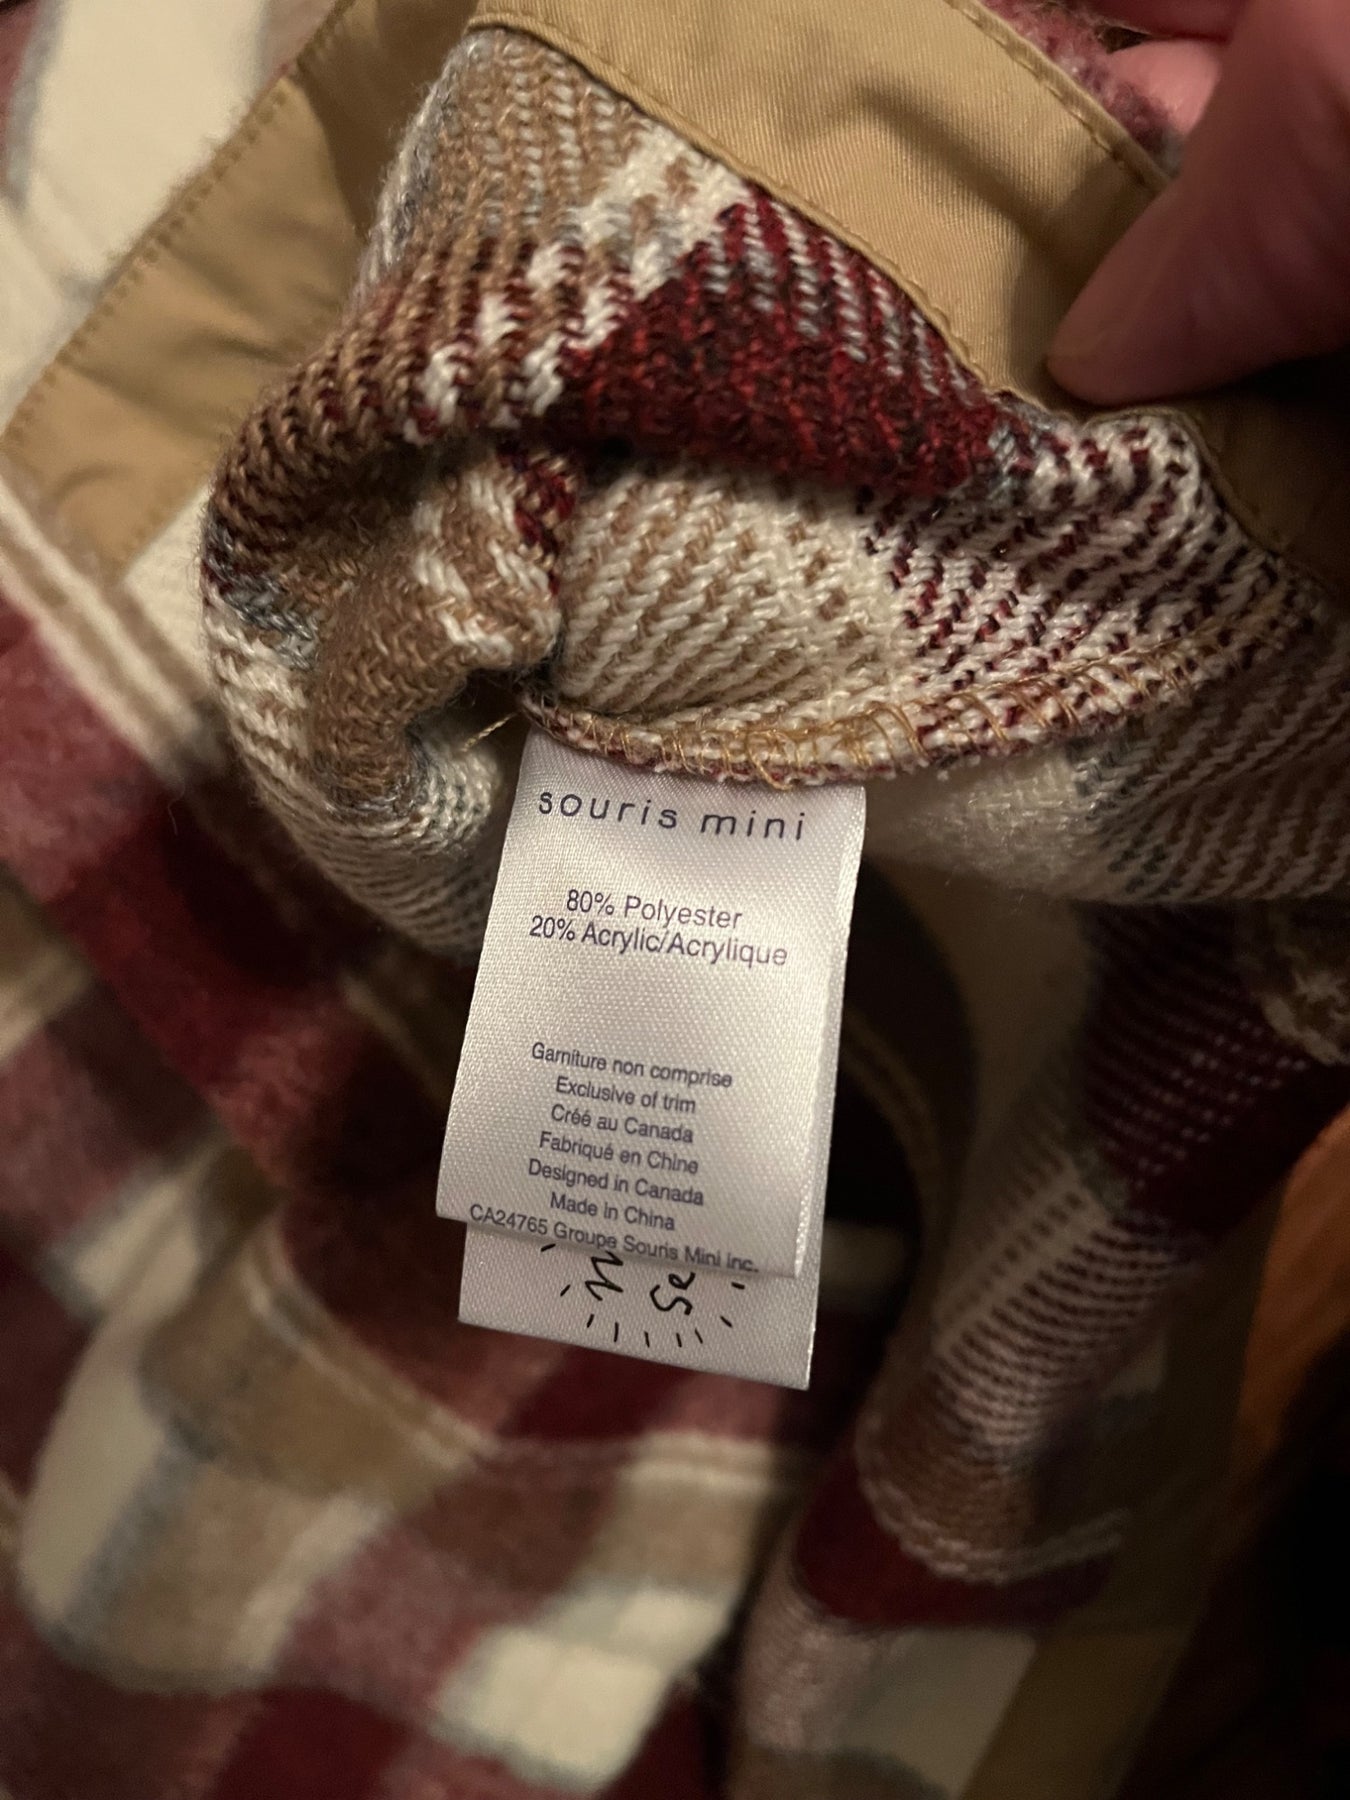 souris mini
80% Polyester
20% Acrylic/Acrylique
Garniture non comprise
Exclusive of trim
Créé au Canada
Fabriqué en Chine
Designed in Canada
Made in China
CA24765 Groupe Souris Mini inc.